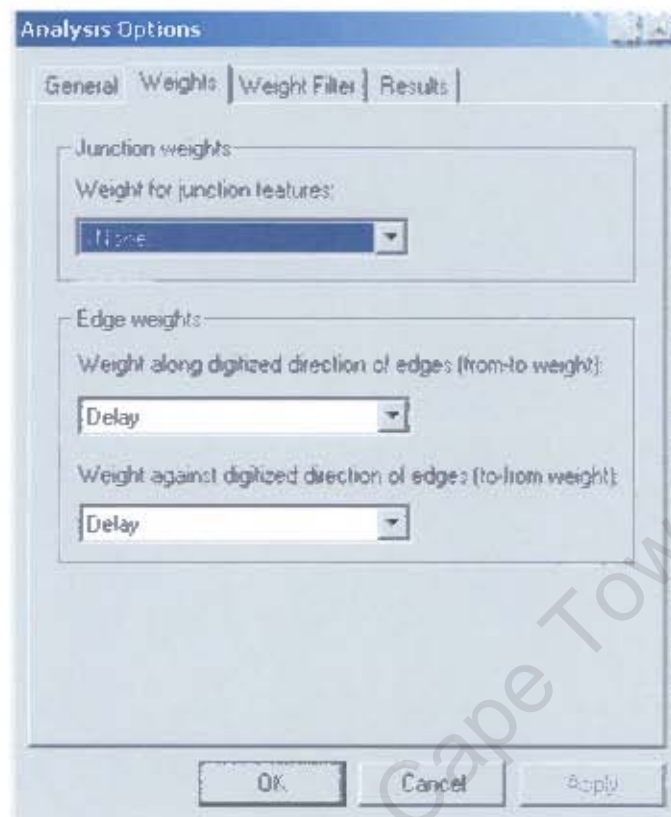 Analysis Options
General Weights Weight Filter Results
Junction weights
Weight for junction features:
None
Edge weights
Weight along digitized direction of edges (from-to weight):
Delay
Weight against digitized direction of edges (to-from weight):
Delay
OK Cancel Apply
Cape Tow